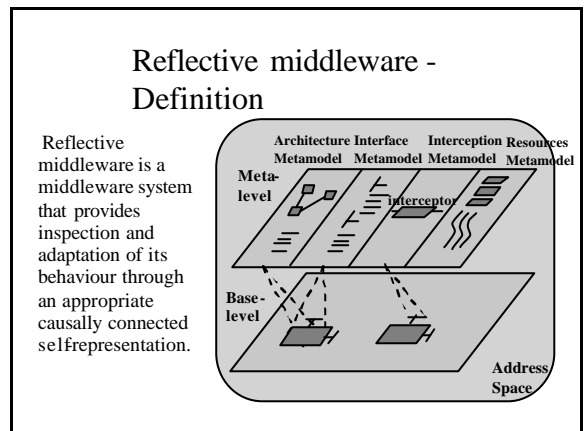 Reflective middleware -
Definition
Reflective
middleware is a
middleware system
that provides
inspection and
adaptation of its
behaviour through
an appropriate
causally connected
selfrepresentation.
Architecture Interface Interception Resources
Metamodel Metamodel Metamodel Metamodel
Meta-
level
interceptor
Base-
level
Address
Space